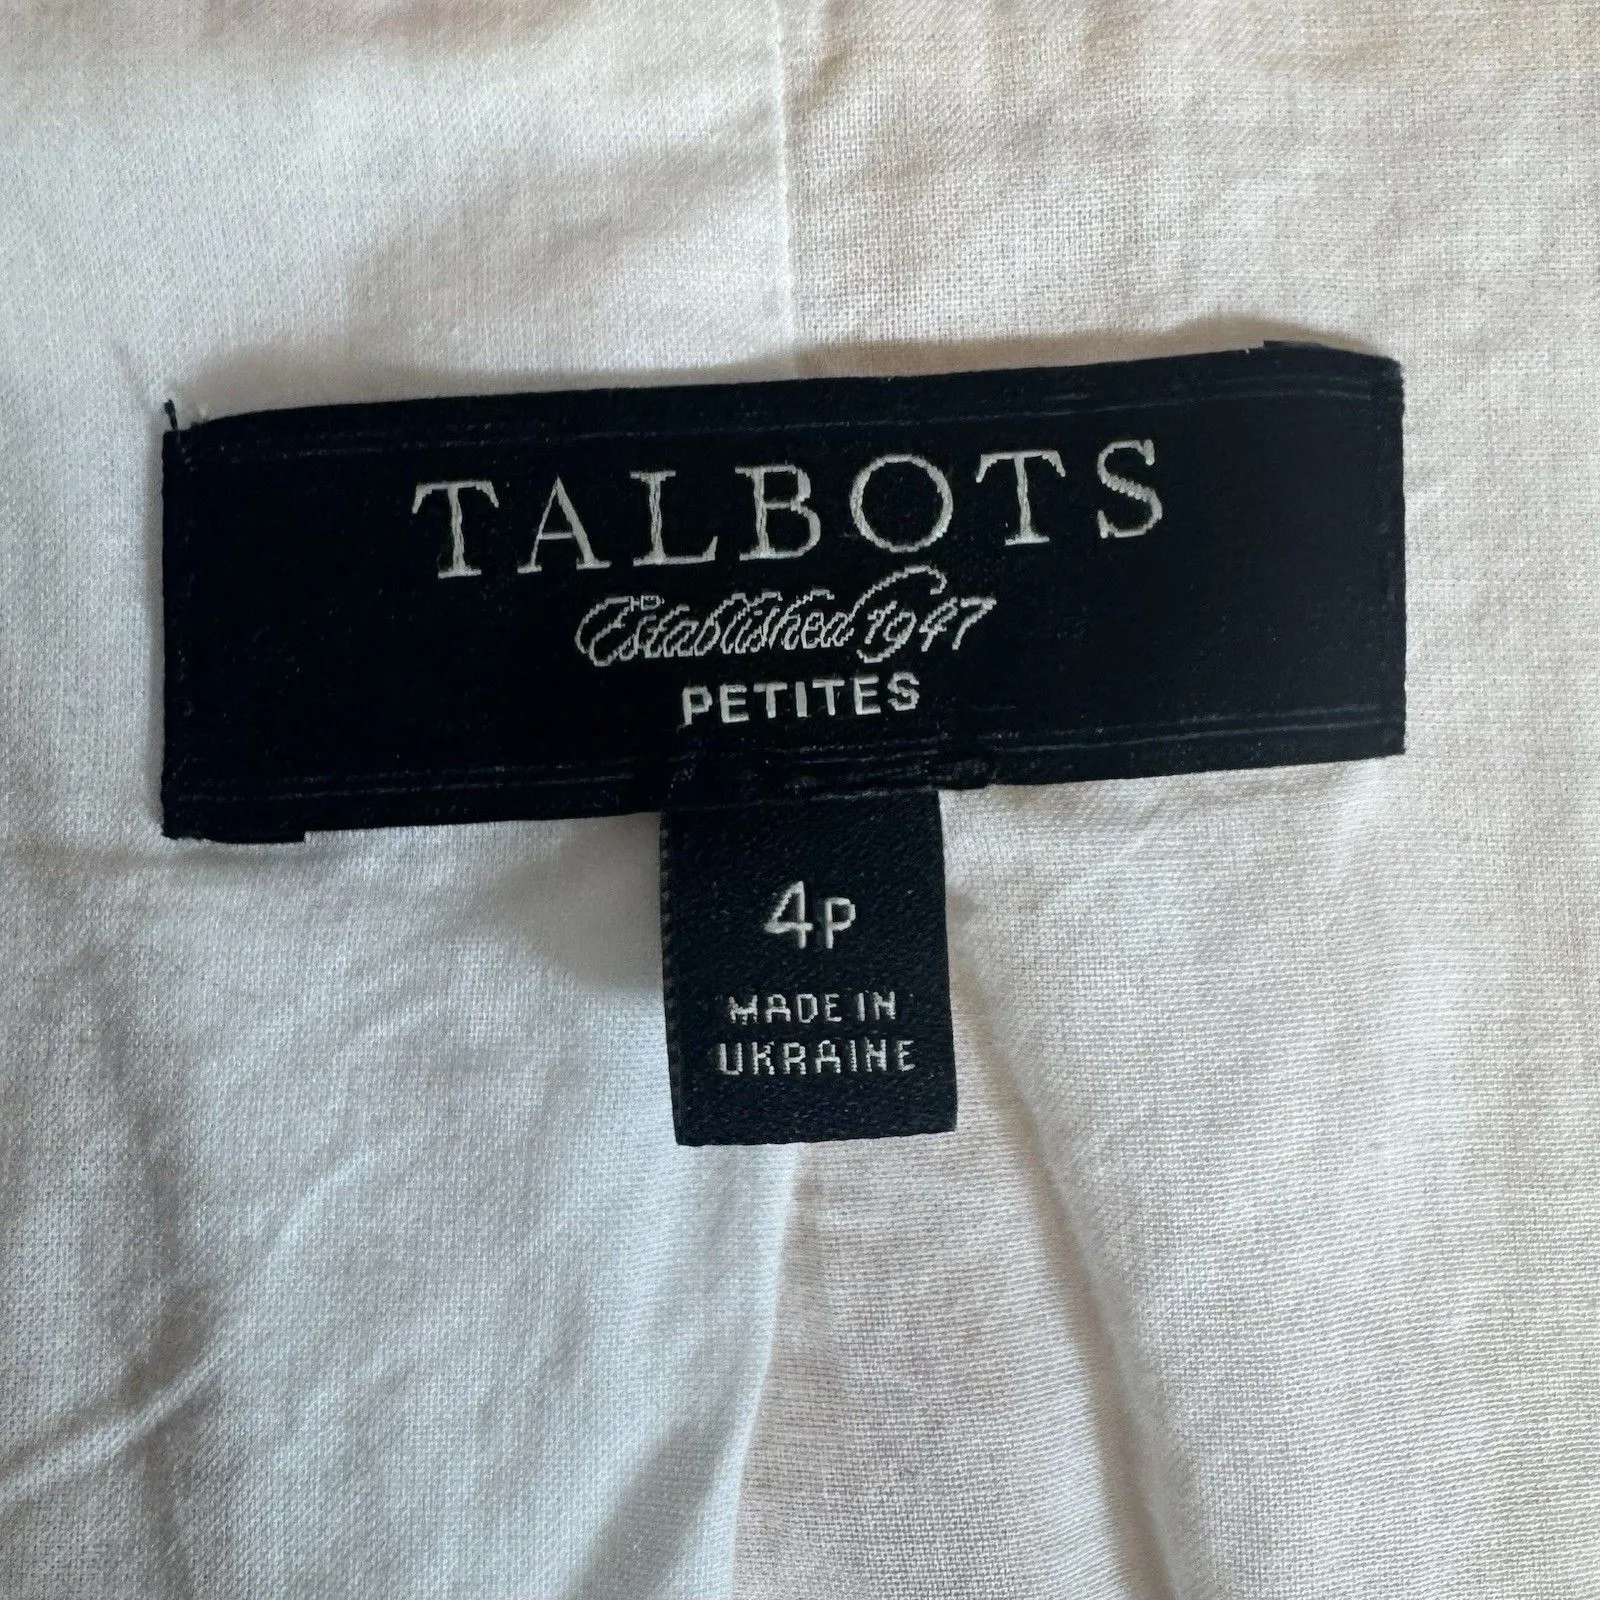 TALBOTS
Established 1947
PETITES
4P
MADE IN
UKRAINE